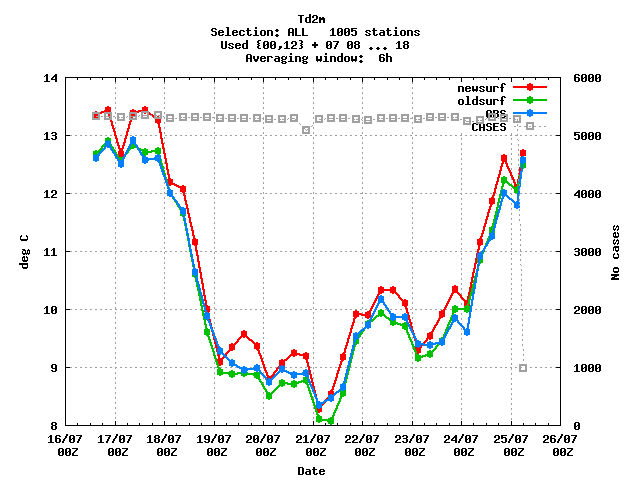 Td2m
Selection: ALL   1005 stations
Used {00,12} + 07 08 ... 18
Averaging window:  6h
14
13
12
11
10
9
8
deg C
6000
5000
4000
3000
2000
1000
0
No cases
newsurf
oldsurf
OBS
CASES
16/07 17/07 18/07 19/07 20/07 21/07 22/07 23/07 24/07 25/07 26/07
00Z 00Z 00Z 00Z 00Z 00Z 00Z 00Z 00Z 00Z 00Z
Date